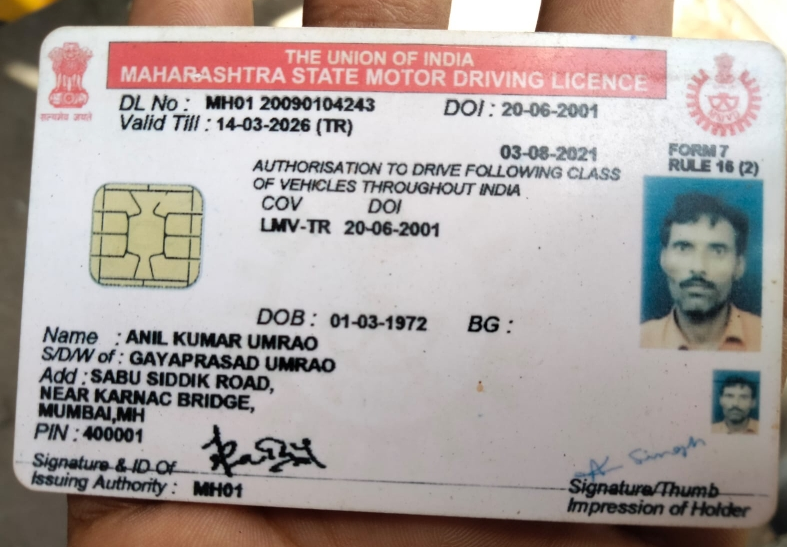 THE UNION OF INDIA
MAHARASHTRA STATE MOTOR DRIVING LICENCE
सत्यमेव जयते
DL No : MH01 20090104243 DOI : 20-06-2001
Valid Till : 14-03-2026 (TR)
03-08-2021 FORM 7
RULE 16 (2)
AUTHORISATION TO DRIVE FOLLOWING CLASS
OF VEHICLES THROUGHOUT INDIA
COV DOI
LMV-TR 20-06-2001
DOB : 01-03-1972 BG :
Name : ANIL KUMAR UMRAO
S/D/W of : GAYAPRASAD UMRAO
Add : SABU SIDDIK ROAD,
NEAR KARNAC BRIDGE,
MUMBAI,MH
PIN : 400001
Signature & ID Of
Issuing Authority : MH01
Singh
Signature/Thumb
Impression of Holder